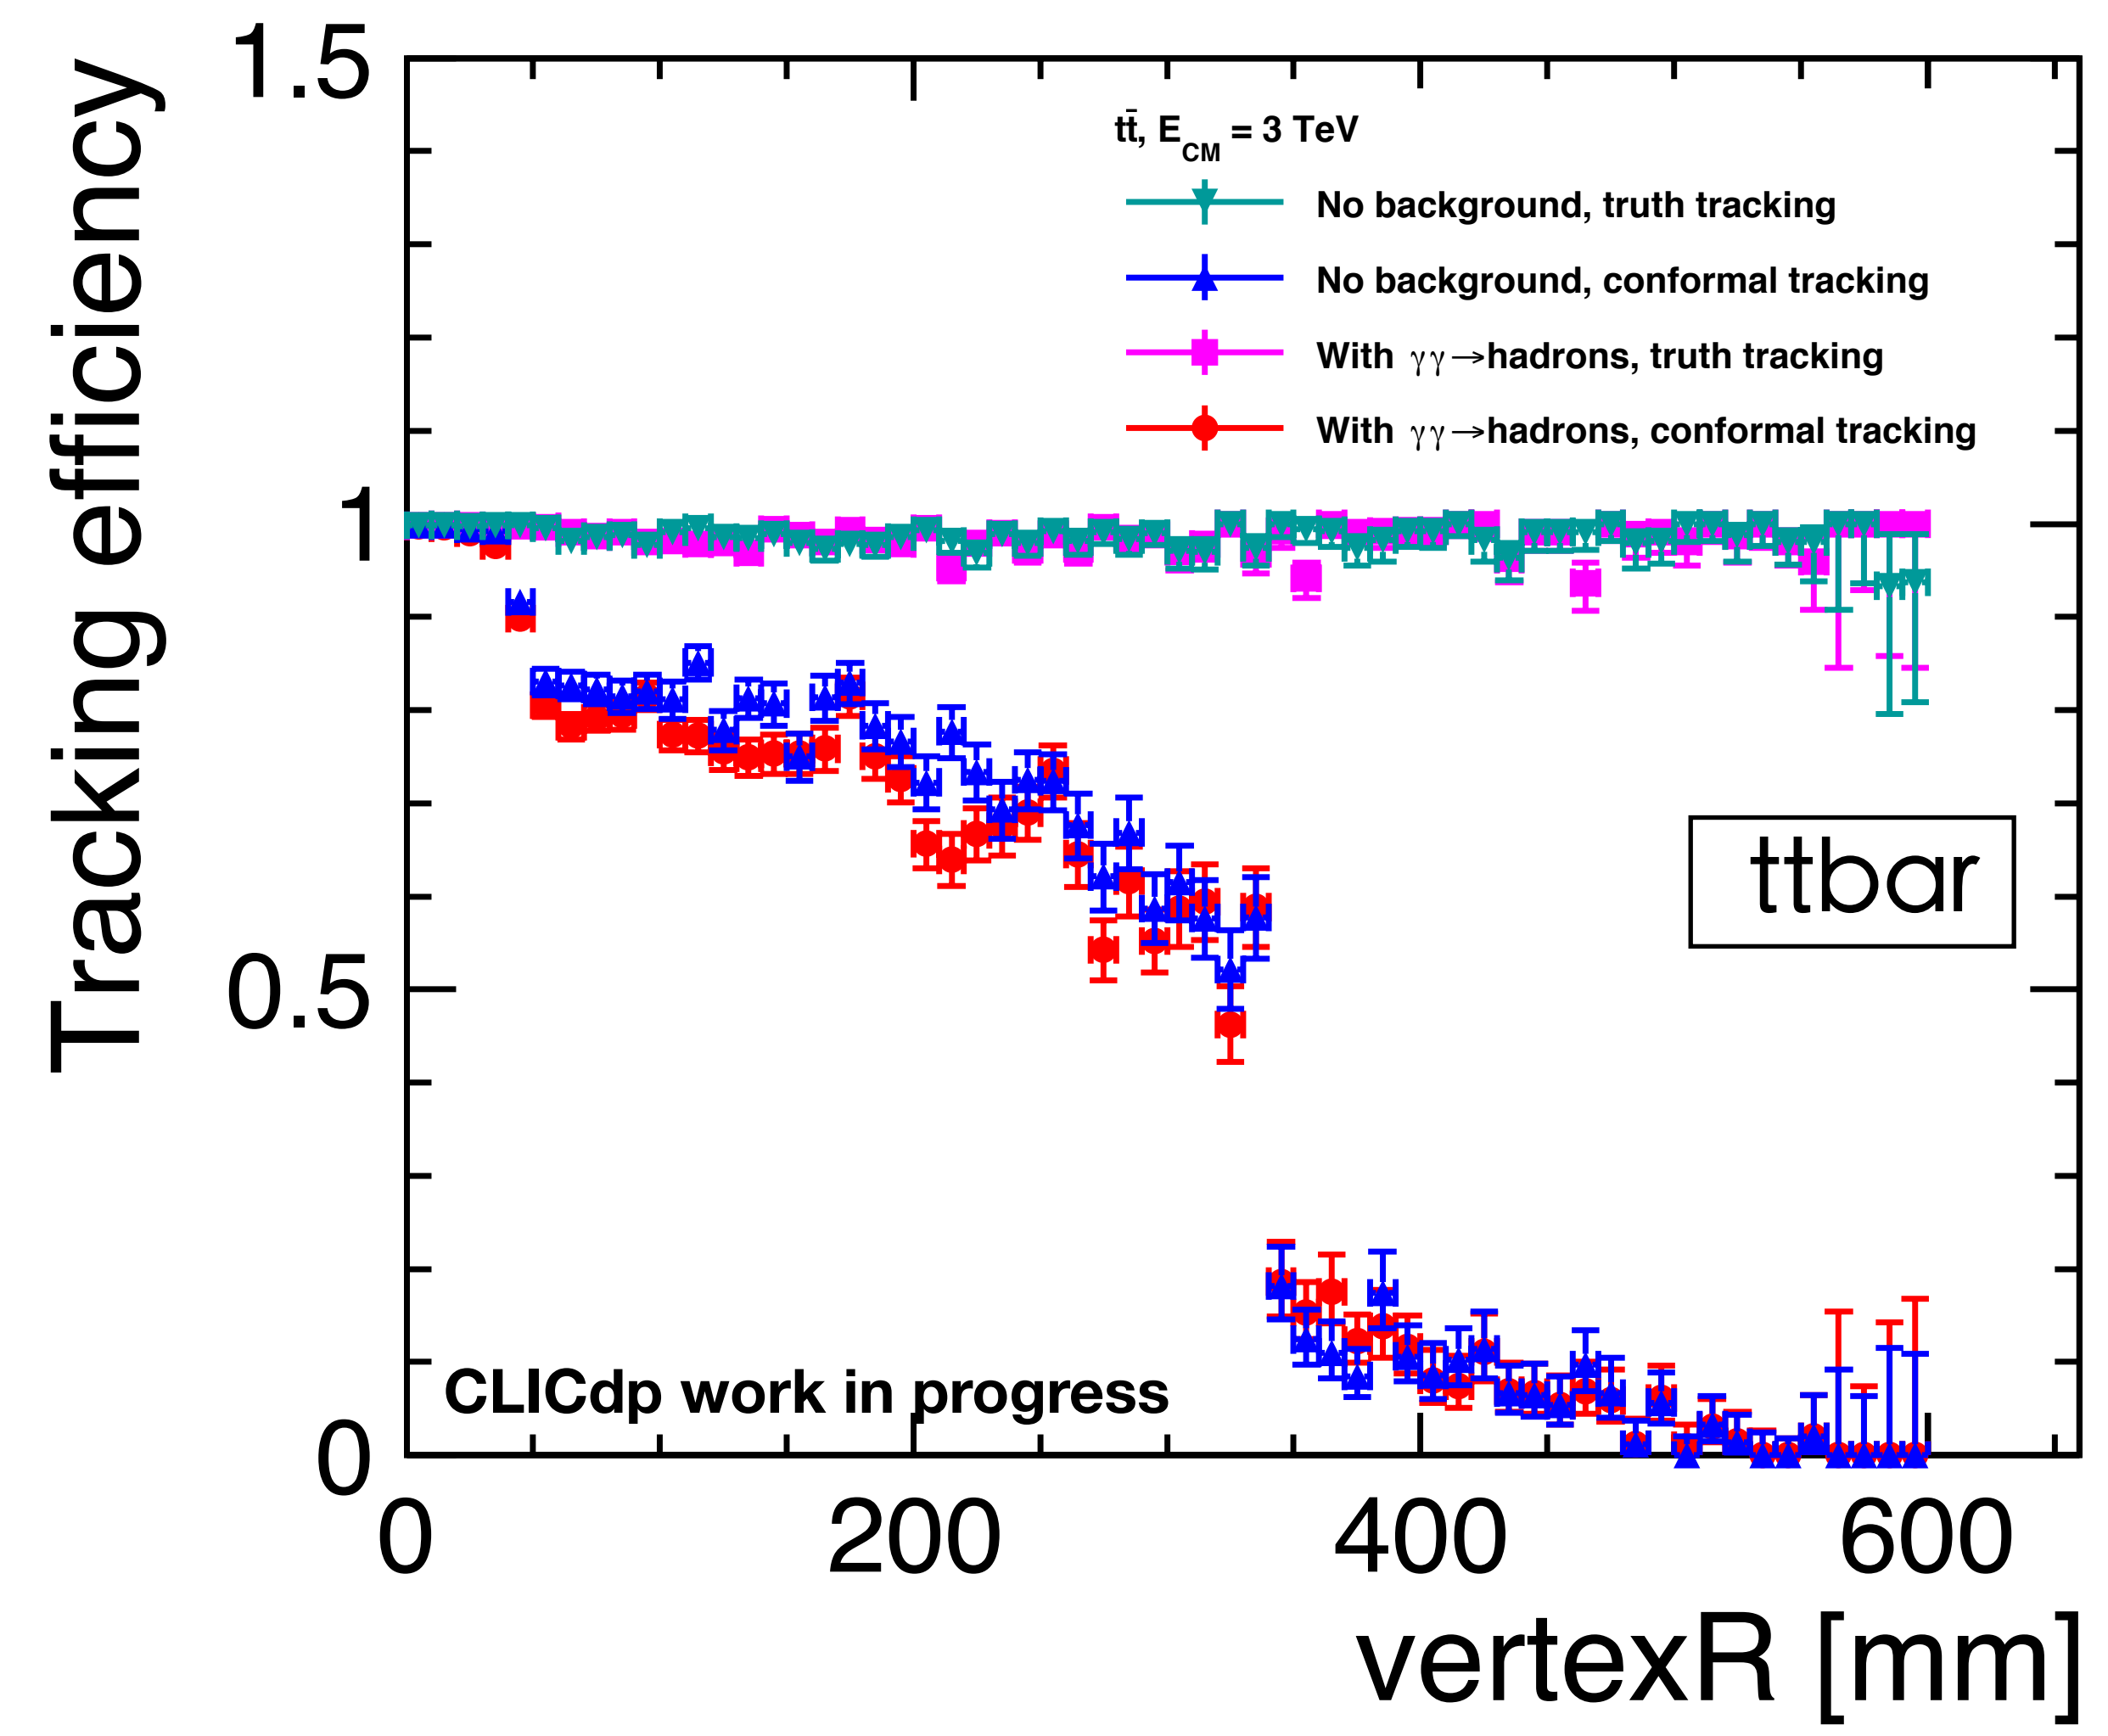 Tracking efficiency
1.5
1
0.5
0
tt̄, E_CM = 3 TeV
No background, truth tracking
No background, conformal tracking
With γγ→hadrons, truth tracking
With γγ→hadrons, conformal tracking
ttbar
CLICdp work in progress
0 200 400 600
vertexR [mm]